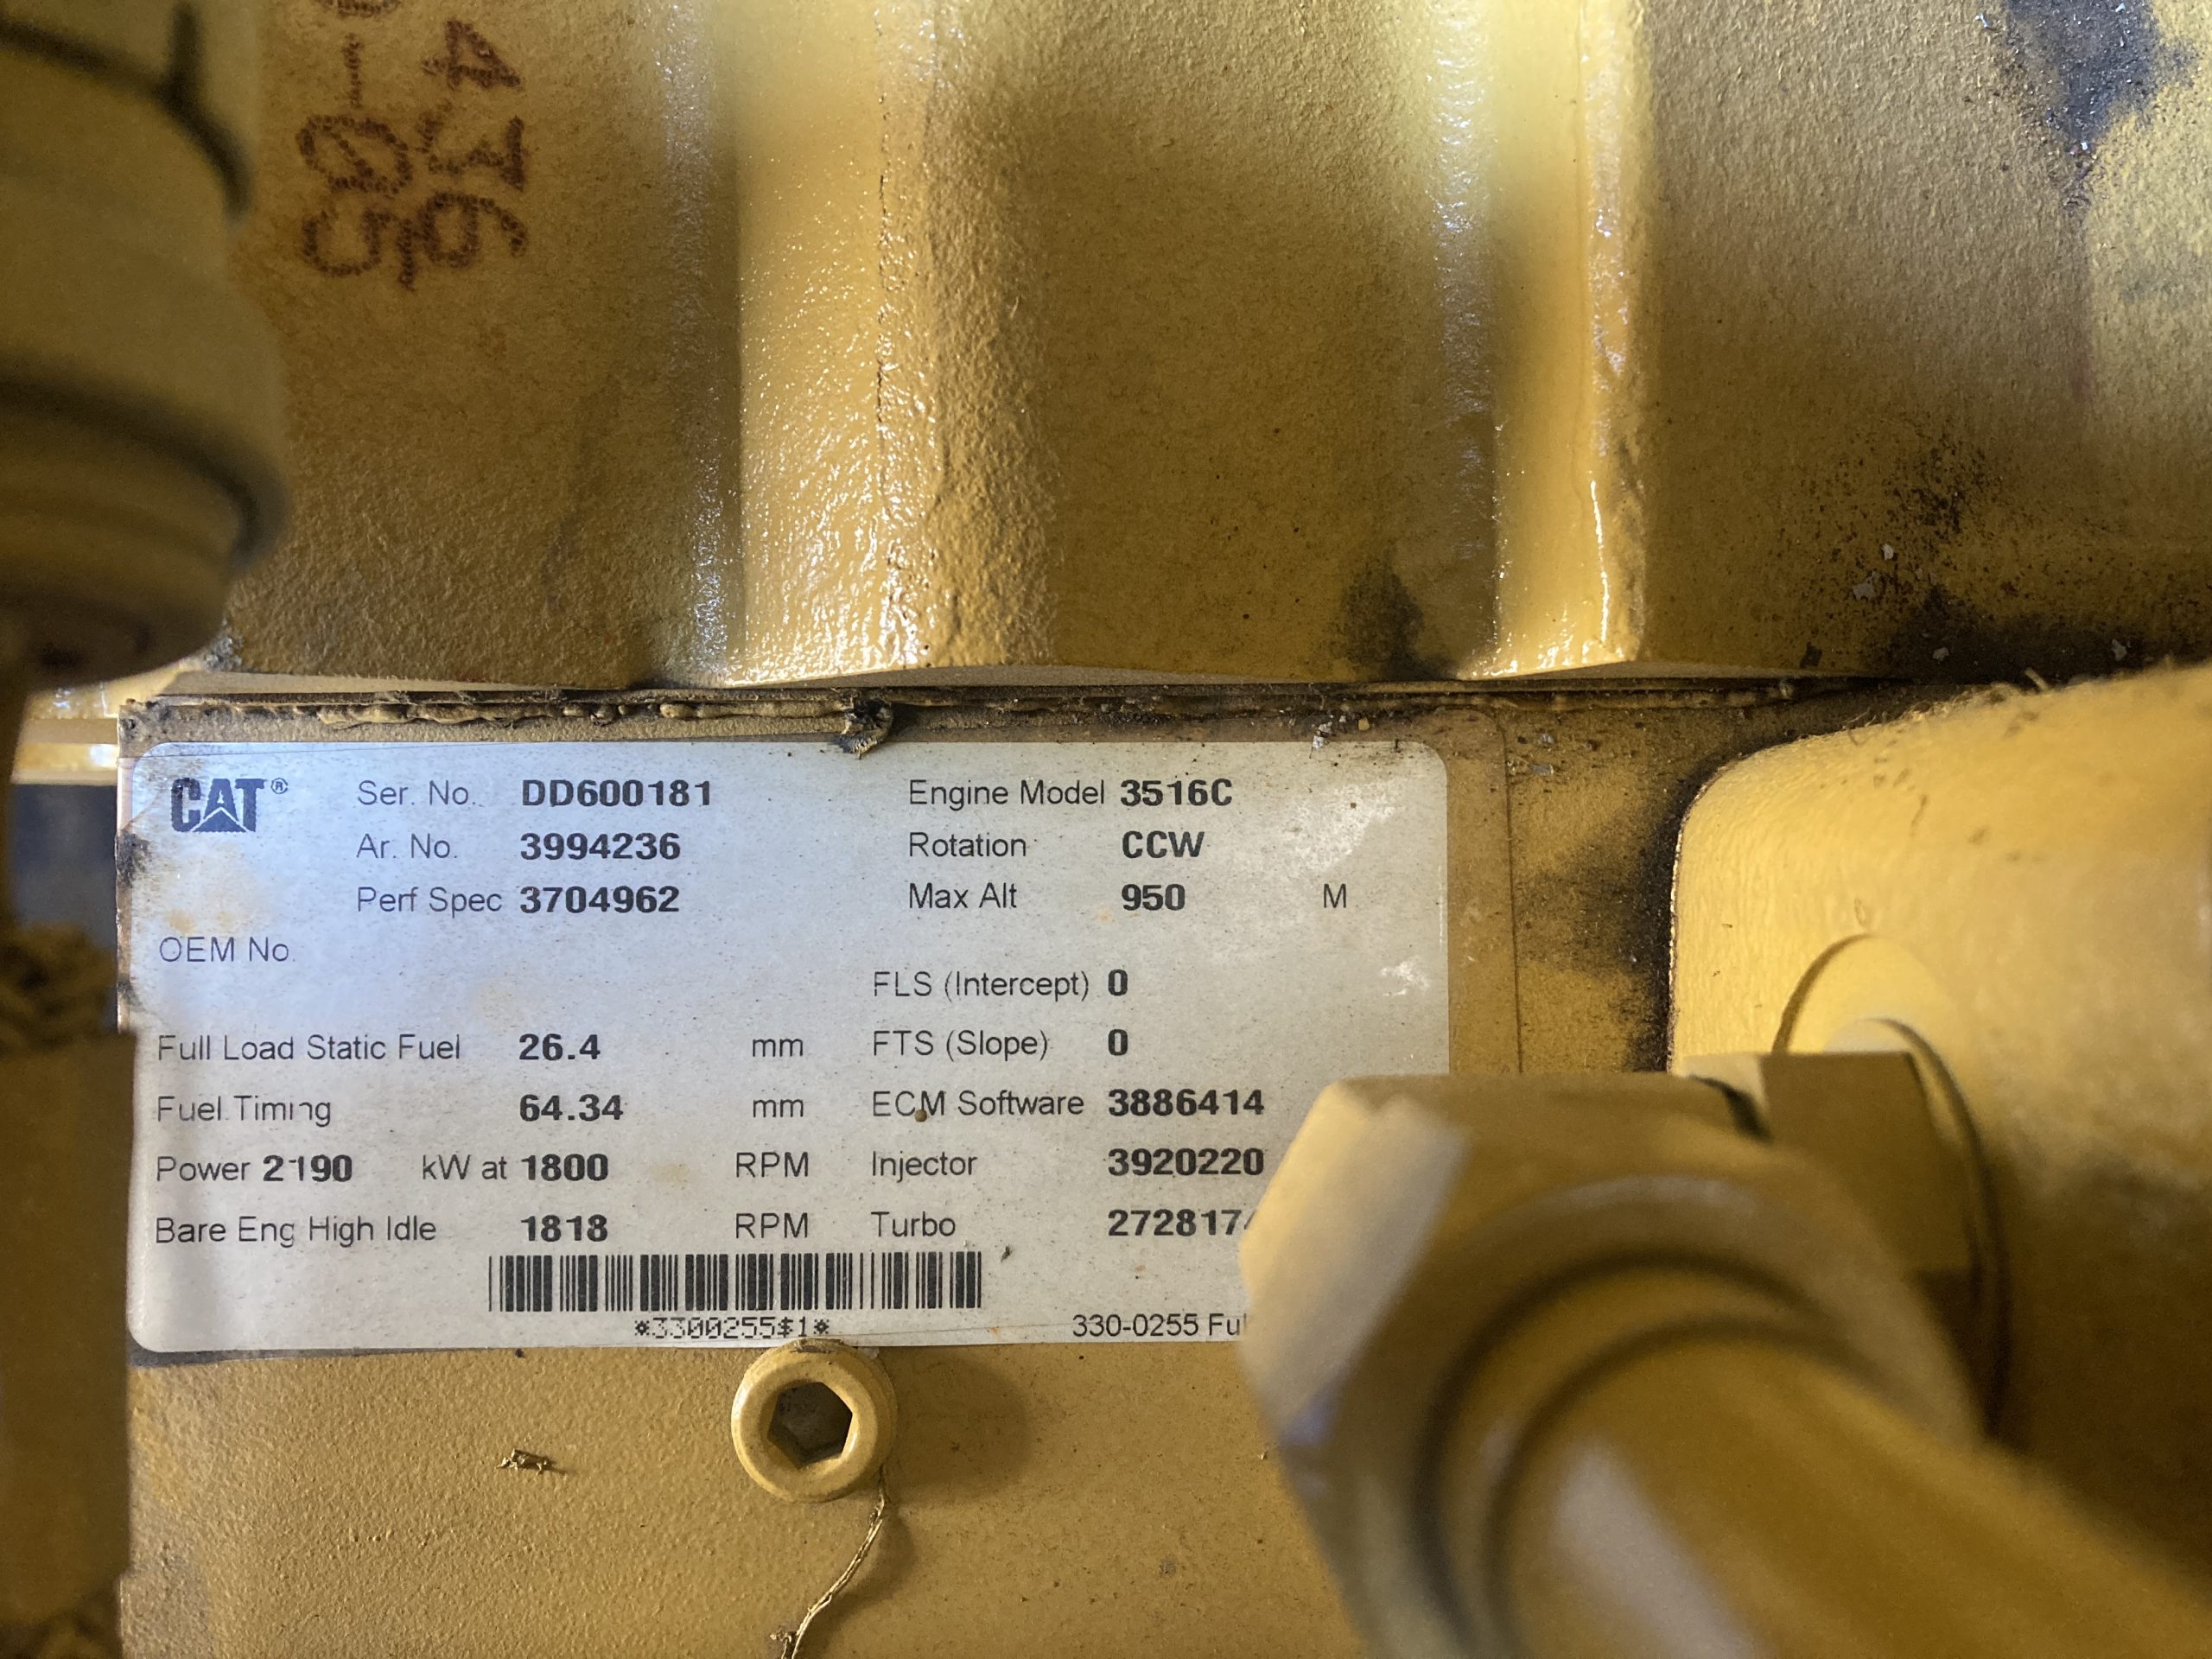 4369
-05
CAT®
Ser. No. DD600181 Engine Model 3516C
Ar. No. 3994236 Rotation CCW
Perf Spec 3704962 Max Alt 950 M
OEM No.
FLS (Intercept) 0
Full Load Static Fuel 26.4 mm FTS (Slope) 0
Fuel Timing 64.34 mm ECM Software 3886414
Power 2190 kW at 1800 RPM Injector 3920220
Bare Eng High Idle 1818 RPM Turbo
*3300255$1*
330-0255